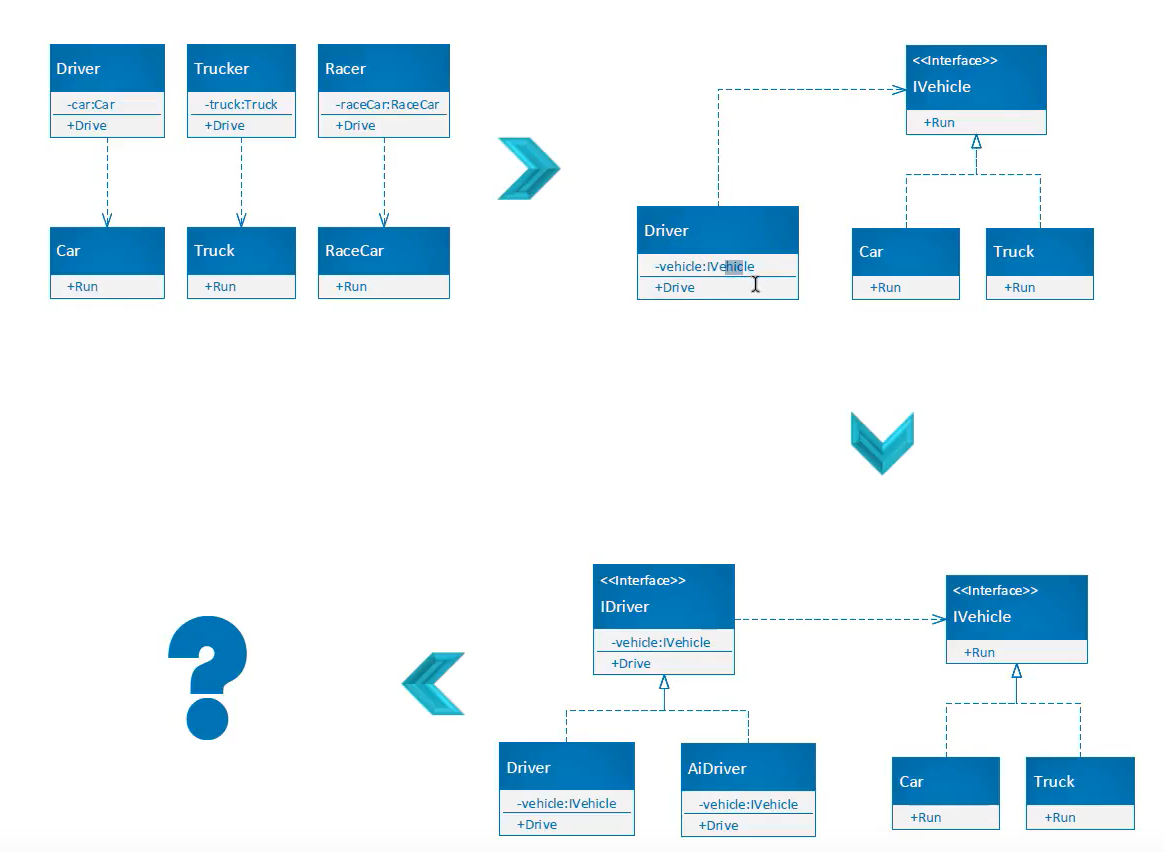 Driver
-car:Car
+Drive
Trucker
-truck:Truck
+Drive
Racer
-raceCar:RaceCar
+Drive
Car
+Run
Truck
+Run
RaceCar
+Run
<<Interface>>
IVehicle
+Run
Driver
-vehicle:IVehicle
+Drive
Car
+Run
Truck
+Run
<<Interface>>
IDriver
-vehicle:IVehicle
+Drive
<<Interface>>
IVehicle
+Run
?
Driver
-vehicle:IVehicle
+Drive
AiDriver
-vehicle:IVehicle
+Drive
Car
+Run
Truck
+Run